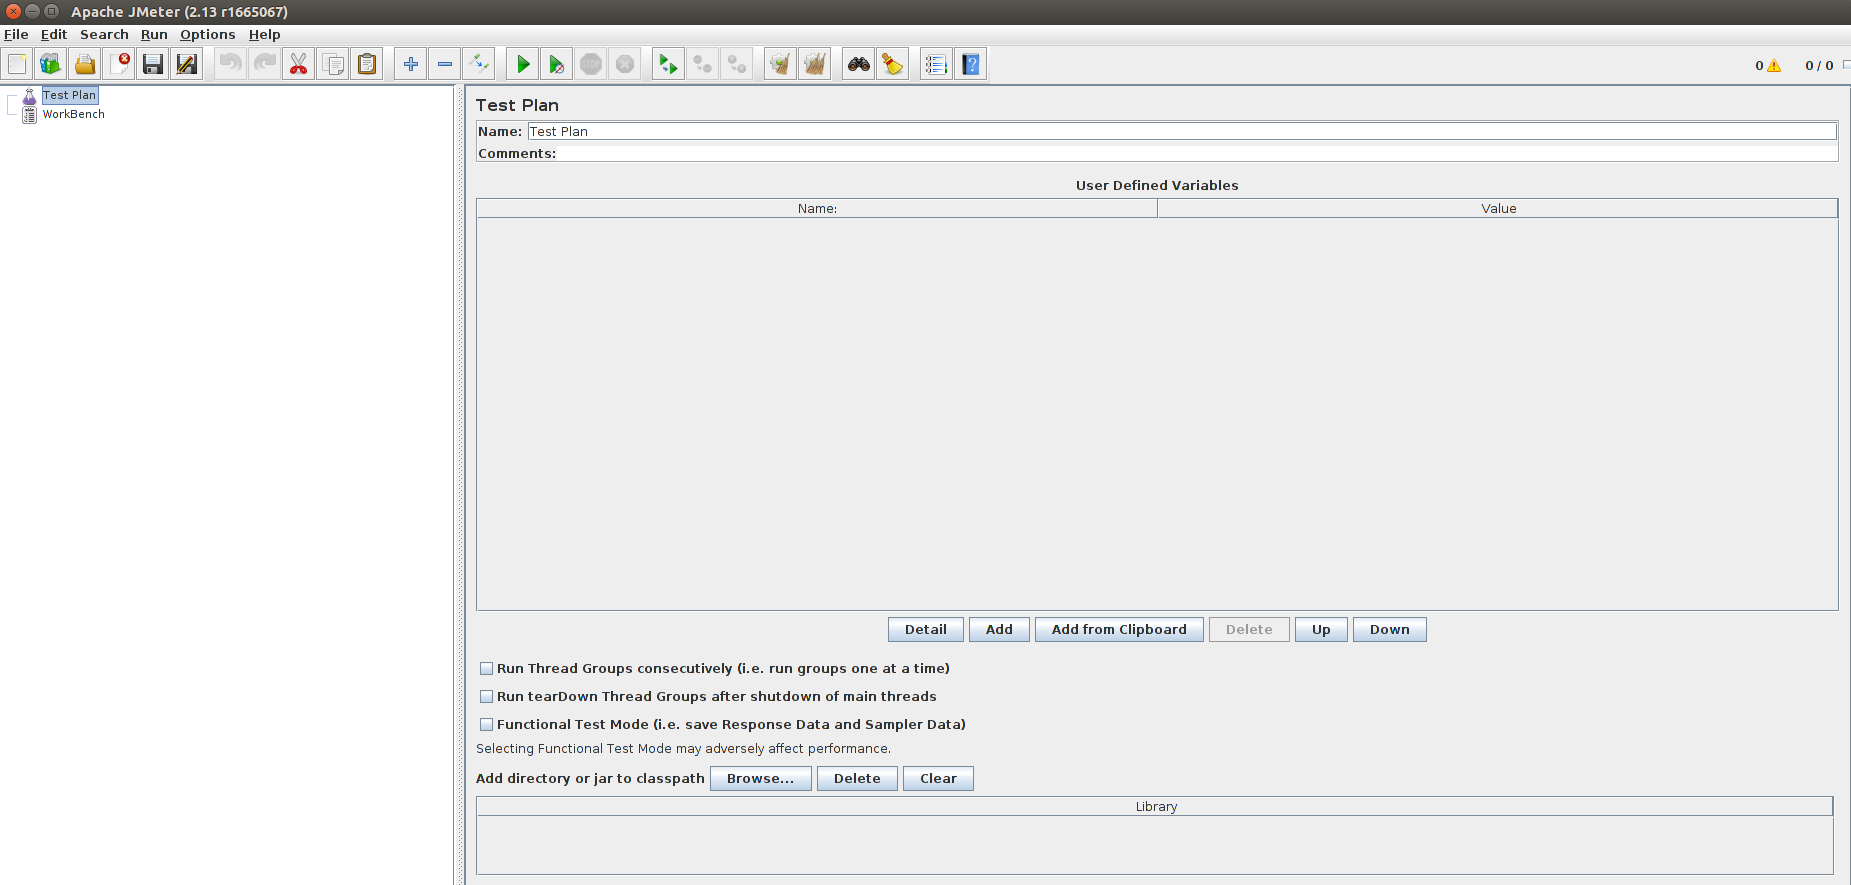 Apache JMeter (2.13 r1665067)
File Edit Search Run Options Help
STOP
?
0 0 / 0
Test Plan
WorkBench
Test Plan
Name: Test Plan
Comments:
User Defined Variables
Name: Value
Detail Add Add from Clipboard Delete Up Down
Run Thread Groups consecutively (i.e. run groups one at a time)
Run tearDown Thread Groups after shutdown of main threads
Functional Test Mode (i.e. save Response Data and Sampler Data)
Selecting Functional Test Mode may adversely affect performance.
Add directory or jar to classpath Browse... Delete Clear
Library